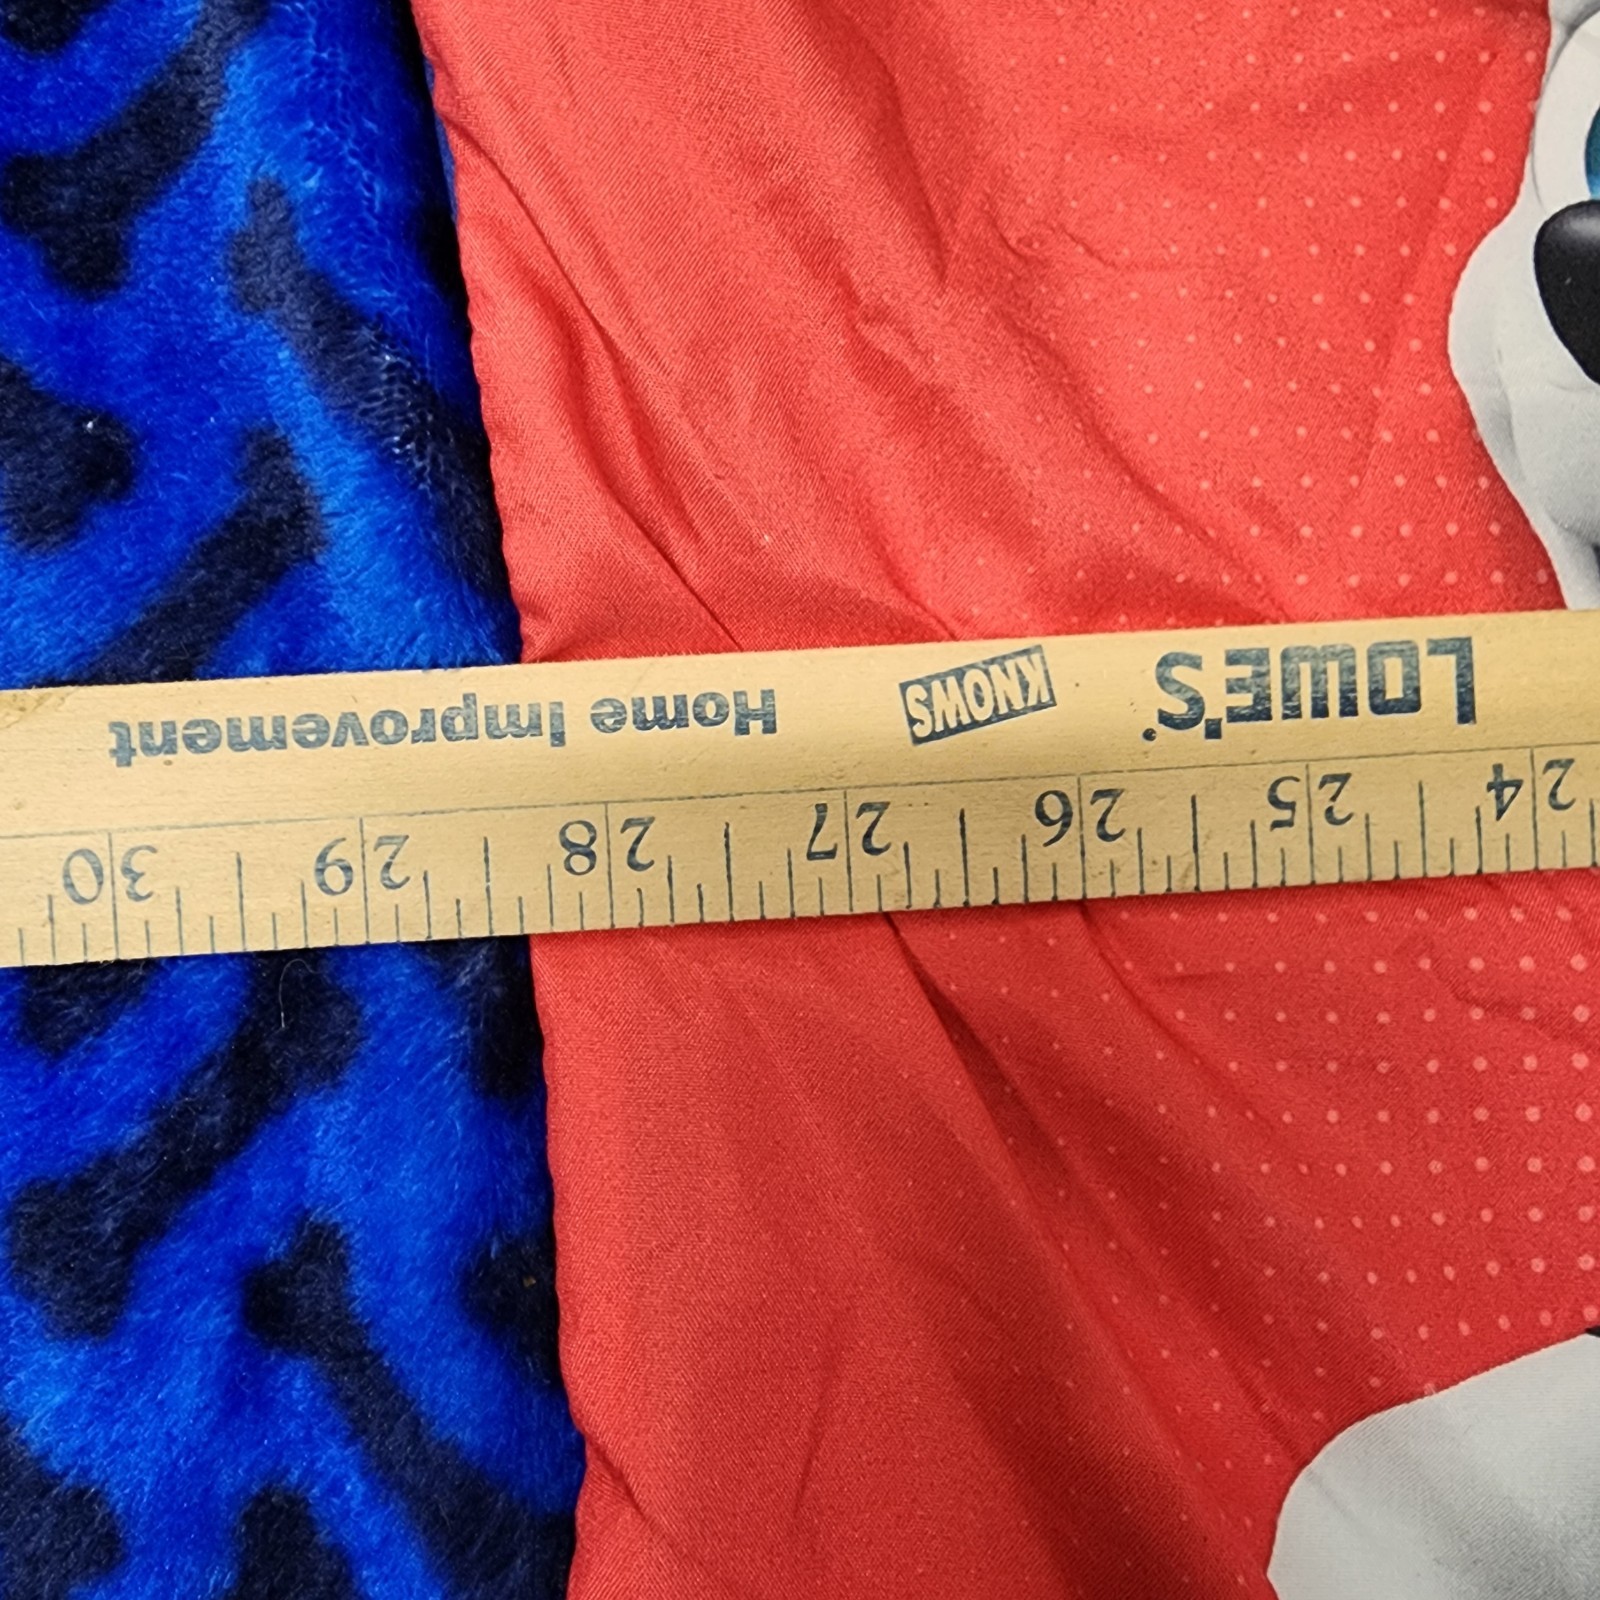 LOWE'S KNOWS Home Improvement
24 25 26 27 28 29 30